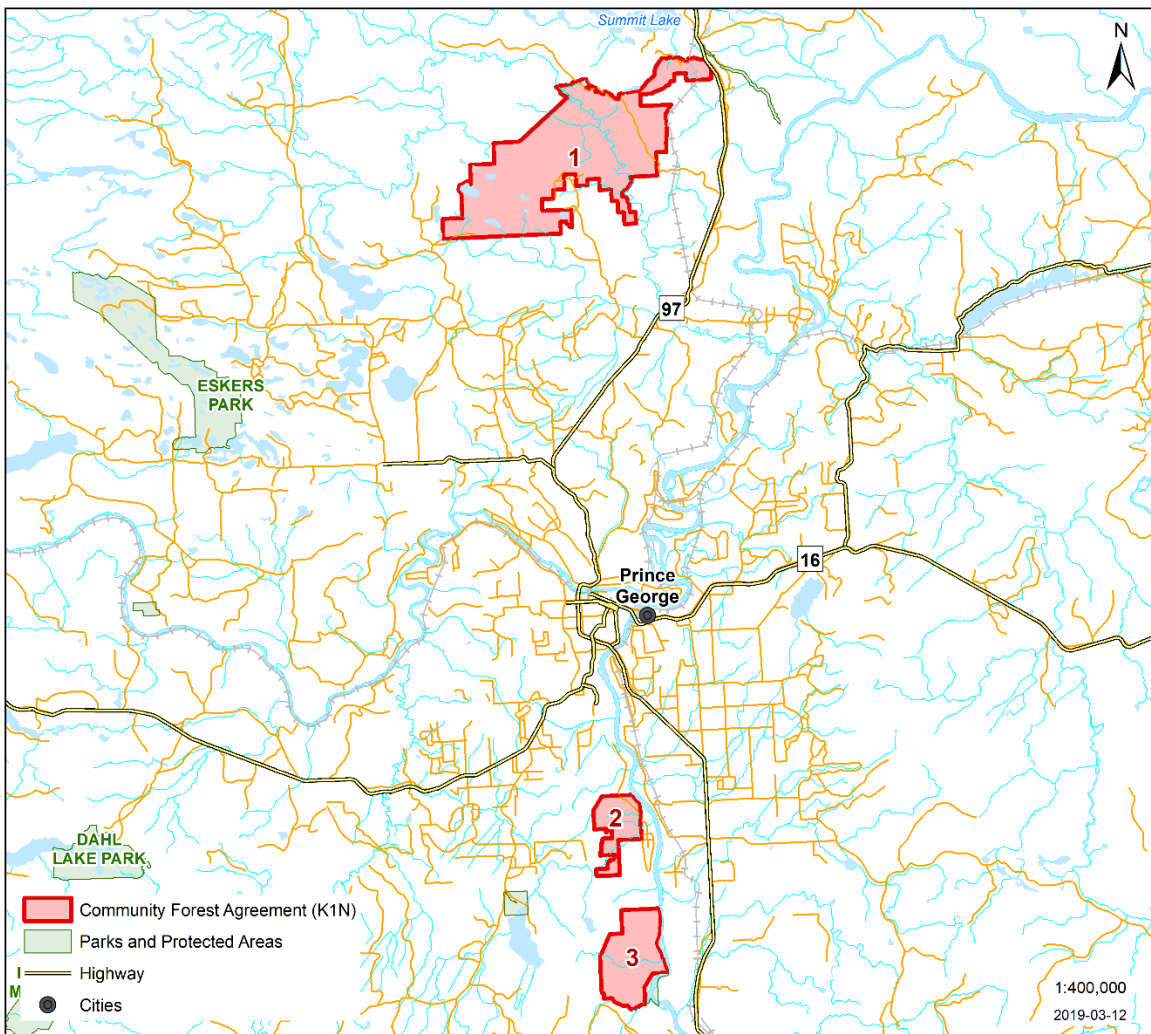 Summit Lake
N
1
97
ESKERS
PARK
16
Prince
George
2
DAHL
LAKE PARK
Community Forest Agreement (K1N)
Parks and Protected Areas
3
I
Highway
M
1:400,000
Cities
2019-03-12